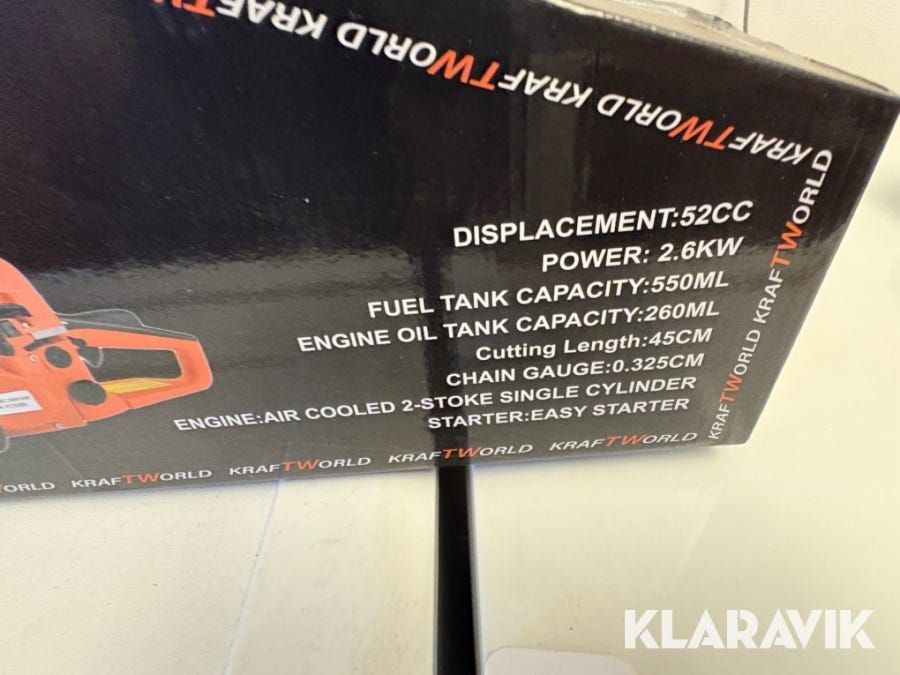 KRAFTWORLD KRAFTWORLD KRAFTW
DISPLACEMENT:52CC
POWER: 2.6KW
FUEL TANK CAPACITY:550ML
ENGINE OIL TANK CAPACITY:260ML
Cutting Length:45CM
CHAIN GAUGE:0.325CM
ENGINE:AIR COOLED 2-STOKE SINGLE CYLINDER
STARTER:EASY STARTER
KRAFTWORLD KRAFTWORLD
TWORLD KRAFTWORLD KRAFTWORLD KRAFTWORLD KRAFTWORLD
KLARAVIK